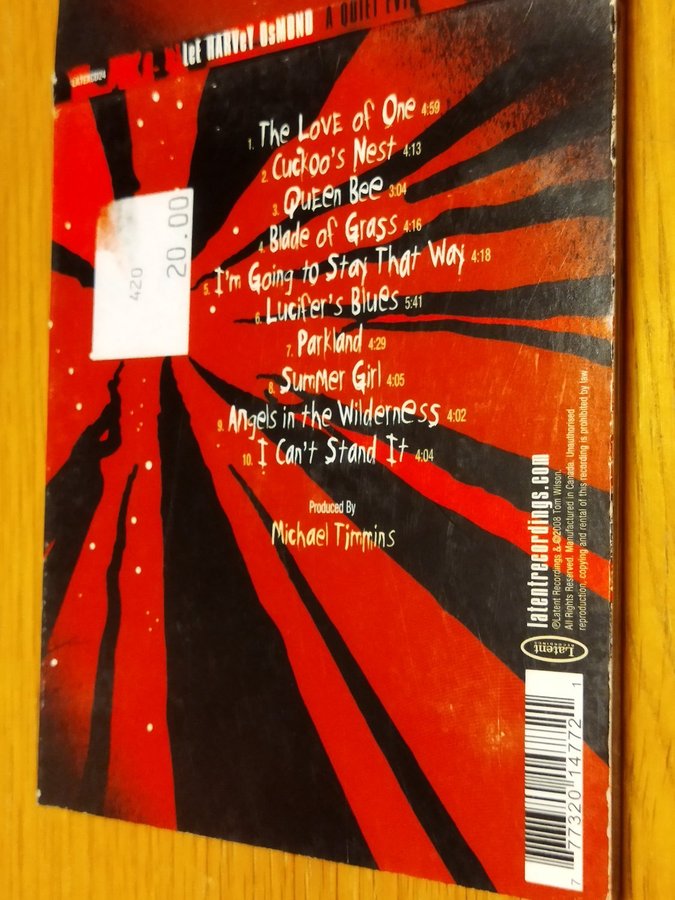 LeE HARVeY OsMOND A QUIET EVIL
LATEXCD24
20.00
420
1. The LOVE of One 4:59
2. Cuckoo's Nest 4:13
3. QuEEn BEe 3:04
4. Blade of Grass 4:16
5. I'm Going to Stay That Way 4:18
6. Lucifer's Blues 5:41
7. Parkland 4:29
8. Summer Girl 4:05
9. Angels in the Wilderness 4:02
10. I Can't Stand It 4:04
Produced By
Michael Timmins
latentrecordings.com
℗Latent Recordings & ©2008 Tom Wilson.
All Rights Reserved. Manufactured in Canada. Unauthorised
reproduction, copying and rental of this recording is prohibited by law.
Latent
RECORDINGS
7 77320 14772 1